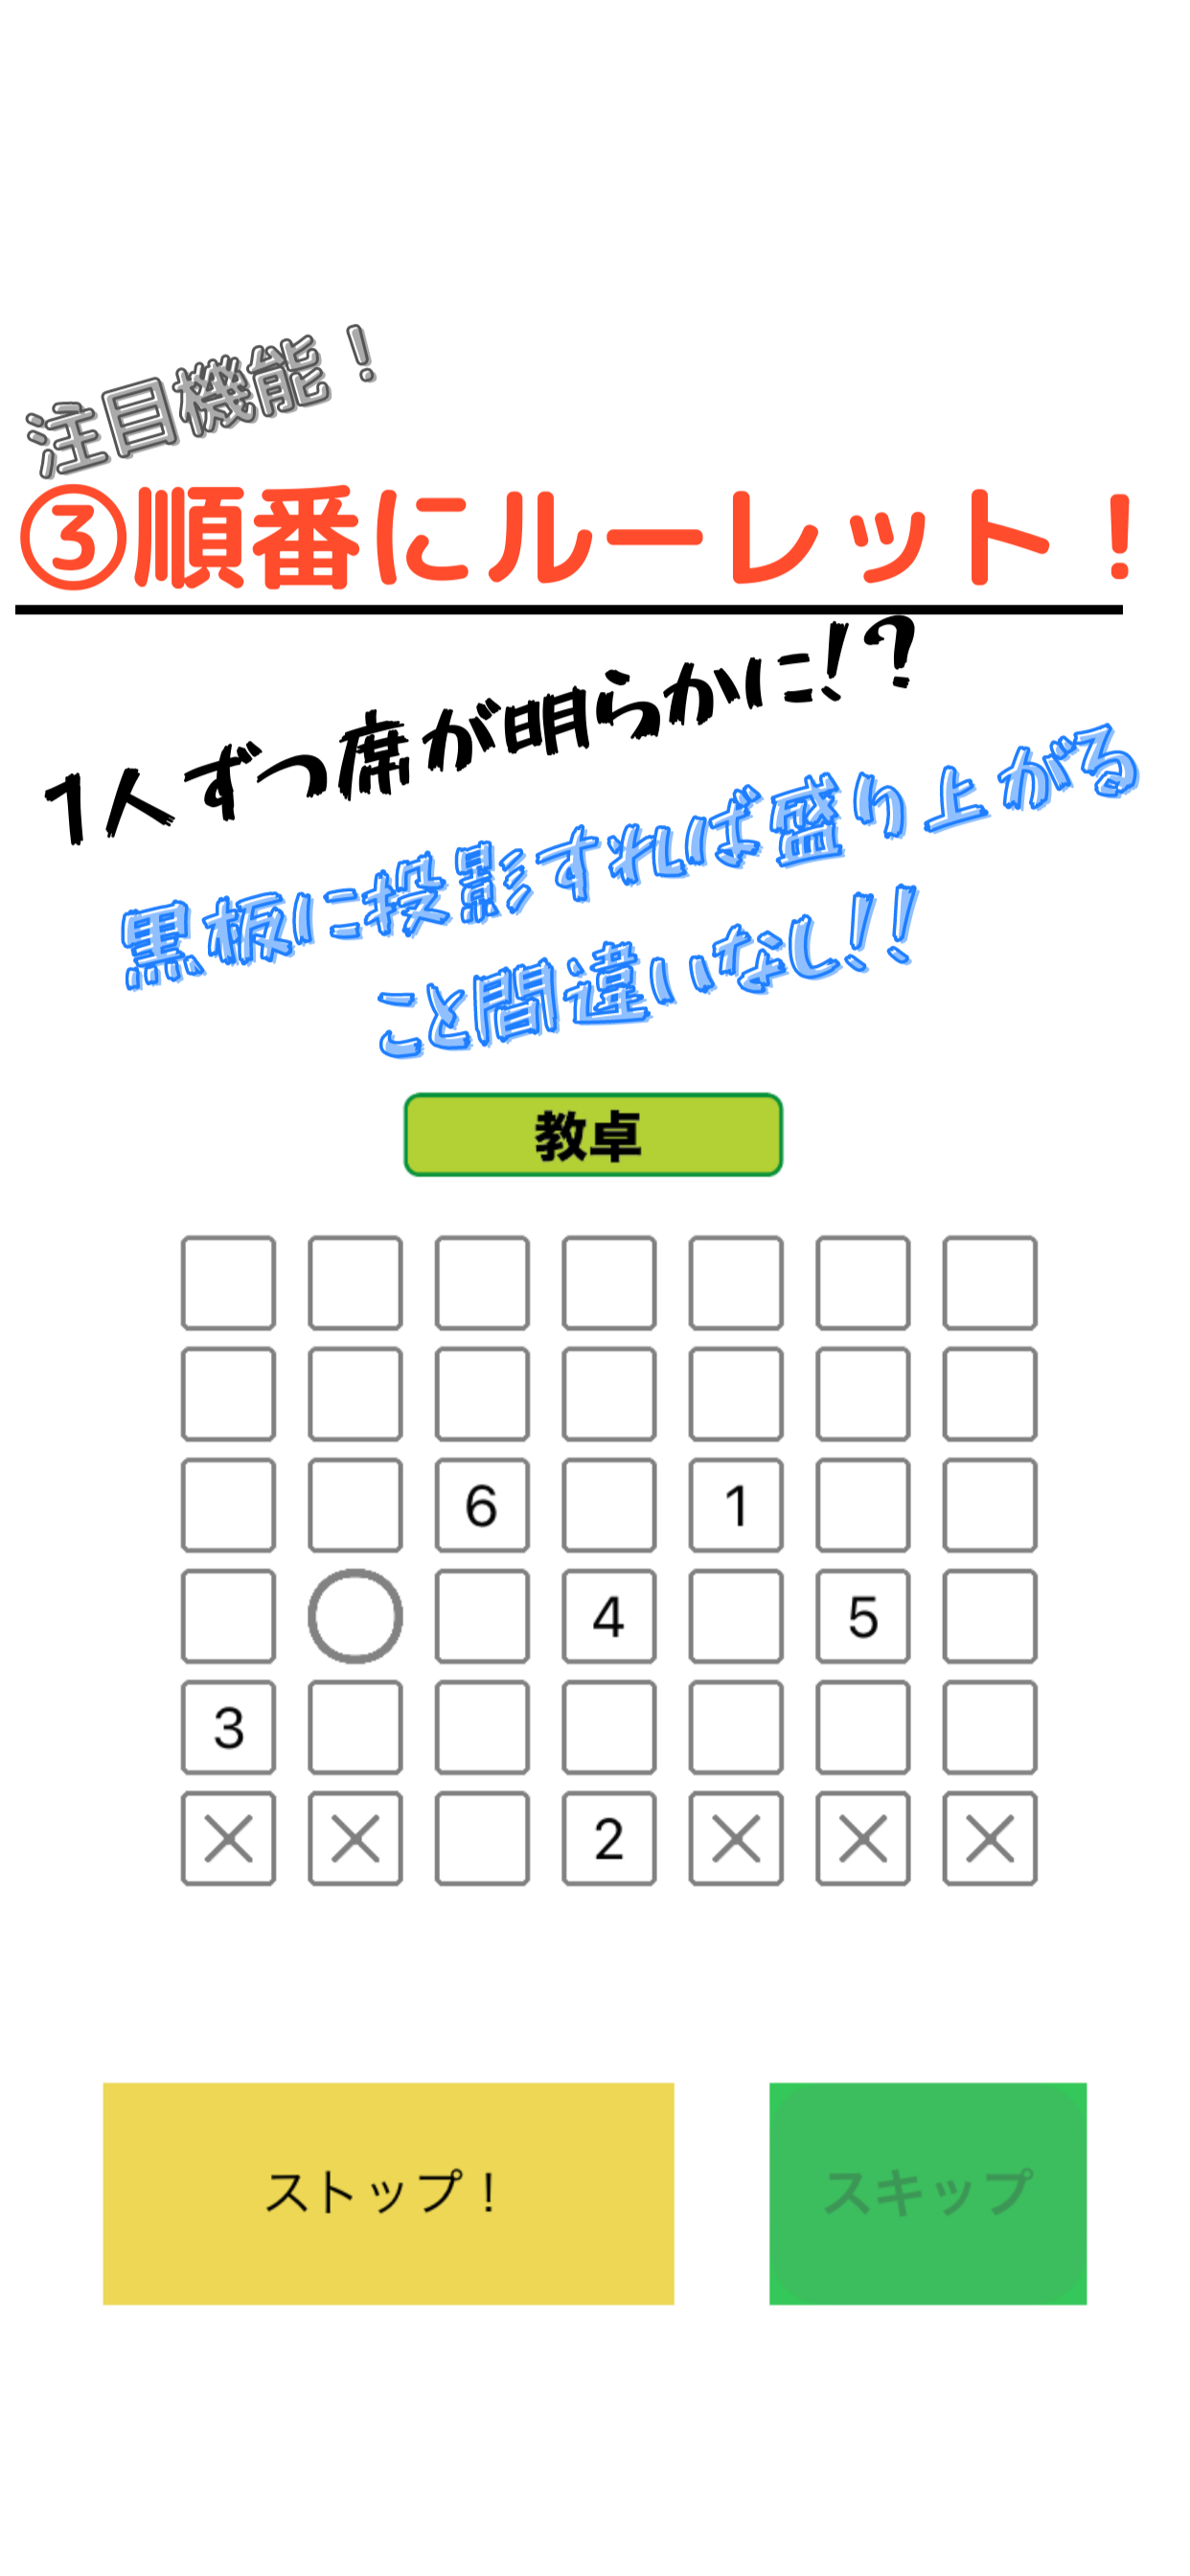 注目機能！
③順番にルーレット！
1人ずつ席が明らかに!?
黒板に投影すれば盛り上がる
こと間違いなし!!
教卓
6 1
4 5
3
2
ストップ！ スキップ